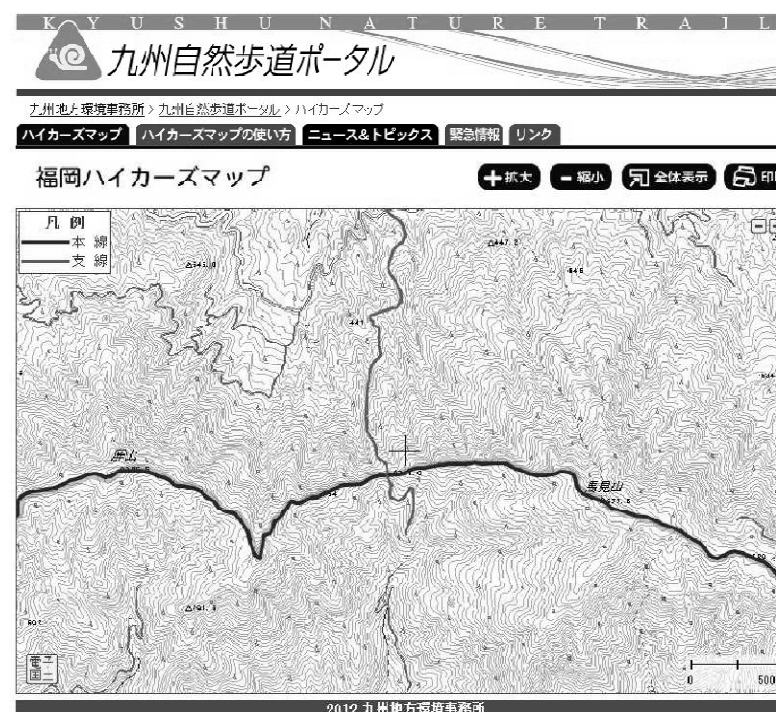 KYUSHU NATURE TRAIL
九州自然歩道ポータル
九州地方環境事務所 > 九州自然歩道ポータル > ハイカーズマップ
ハイカーズマップ ハイカーズマップの使い方 ニュース&トピックス 緊急情報 リンク
福岡ハイカーズマップ
+拡大 -縮小 全体表示
凡 例
本 線
支 線
馬見山
0 500
2012 九州地方環境事務所